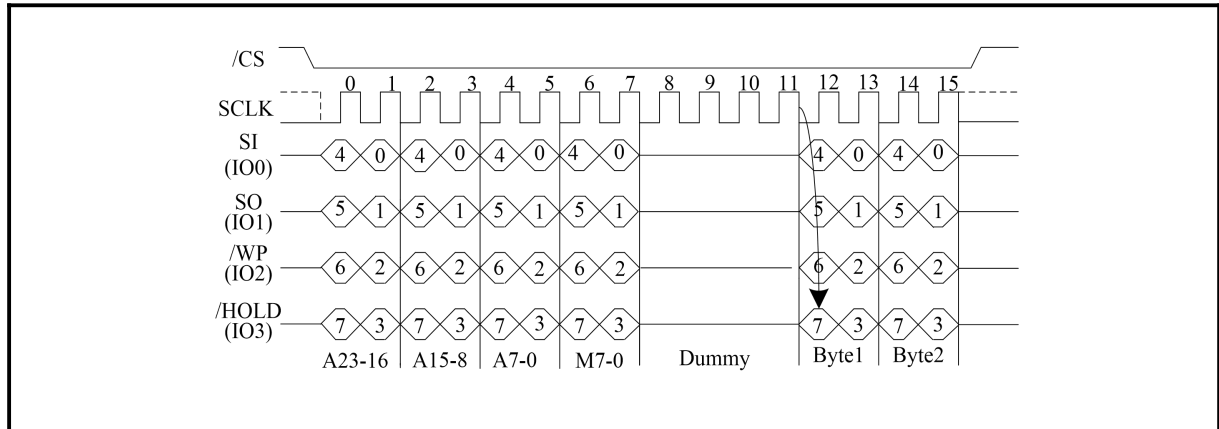 /CS
0 1 2 3 4 5 6 7 8 9 10 11 12 13 14 15
SCLK
SI
(IO0)
4 0 4 0 4 0 4 0 4 0 4 0
SO
(IO1)
5 1 5 1 5 1 5 1 5 1 5 1
/WP
(IO2)
6 2 6 2 6 2 6 2 6 2 6 2
/HOLD
(IO3)
7 3 7 3 7 3 7 3 7 3 7 3
A23-16 A15-8 A7-0 M7-0 Dummy Byte1 Byte2